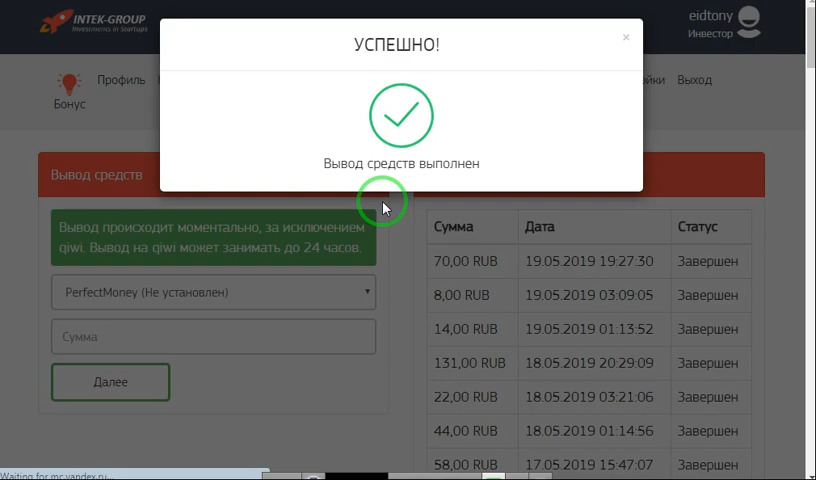 INTEK-GROUP
Investments in Startups
eidtony
Инвестор
УСПЕШНО!
×
Вывод средств выполнен
Бонус
Профиль
Выход
Вывод средств
Вывод происходит моментально, за исключением
qiwi. Вывод на qiwi может занимать до 24 часов.
PerfectMoney (Не установлен)
Сумма
Далее
Сумма Дата Статус
70,00 RUB 19.05.2019 19:27:30 Завершен
8,00 RUB 19.05.2019 03:09:05 Завершен
14,00 RUB 19.05.2019 01:13:52 Завершен
131,00 RUB 18.05.2019 20:29:09 Завершен
22,00 RUB 18.05.2019 03:21:06 Завершен
44,00 RUB 18.05.2019 01:14:56 Завершен
58,00 RUB 17.05.2019 15:47:07 Завершен
Waiting for mc.yandex.ru...